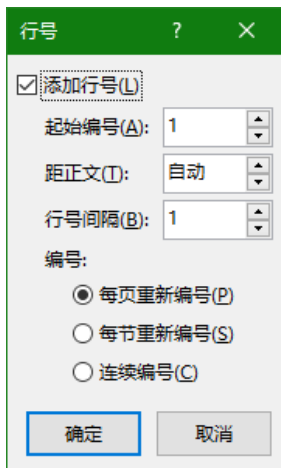 行号 ? ×
添加行号(L)
起始编号(A): 1
距正文(T): 自动
行号间隔(B): 1
编号:
每页重新编号(P)
每节重新编号(S)
连续编号(C)
确定 取消